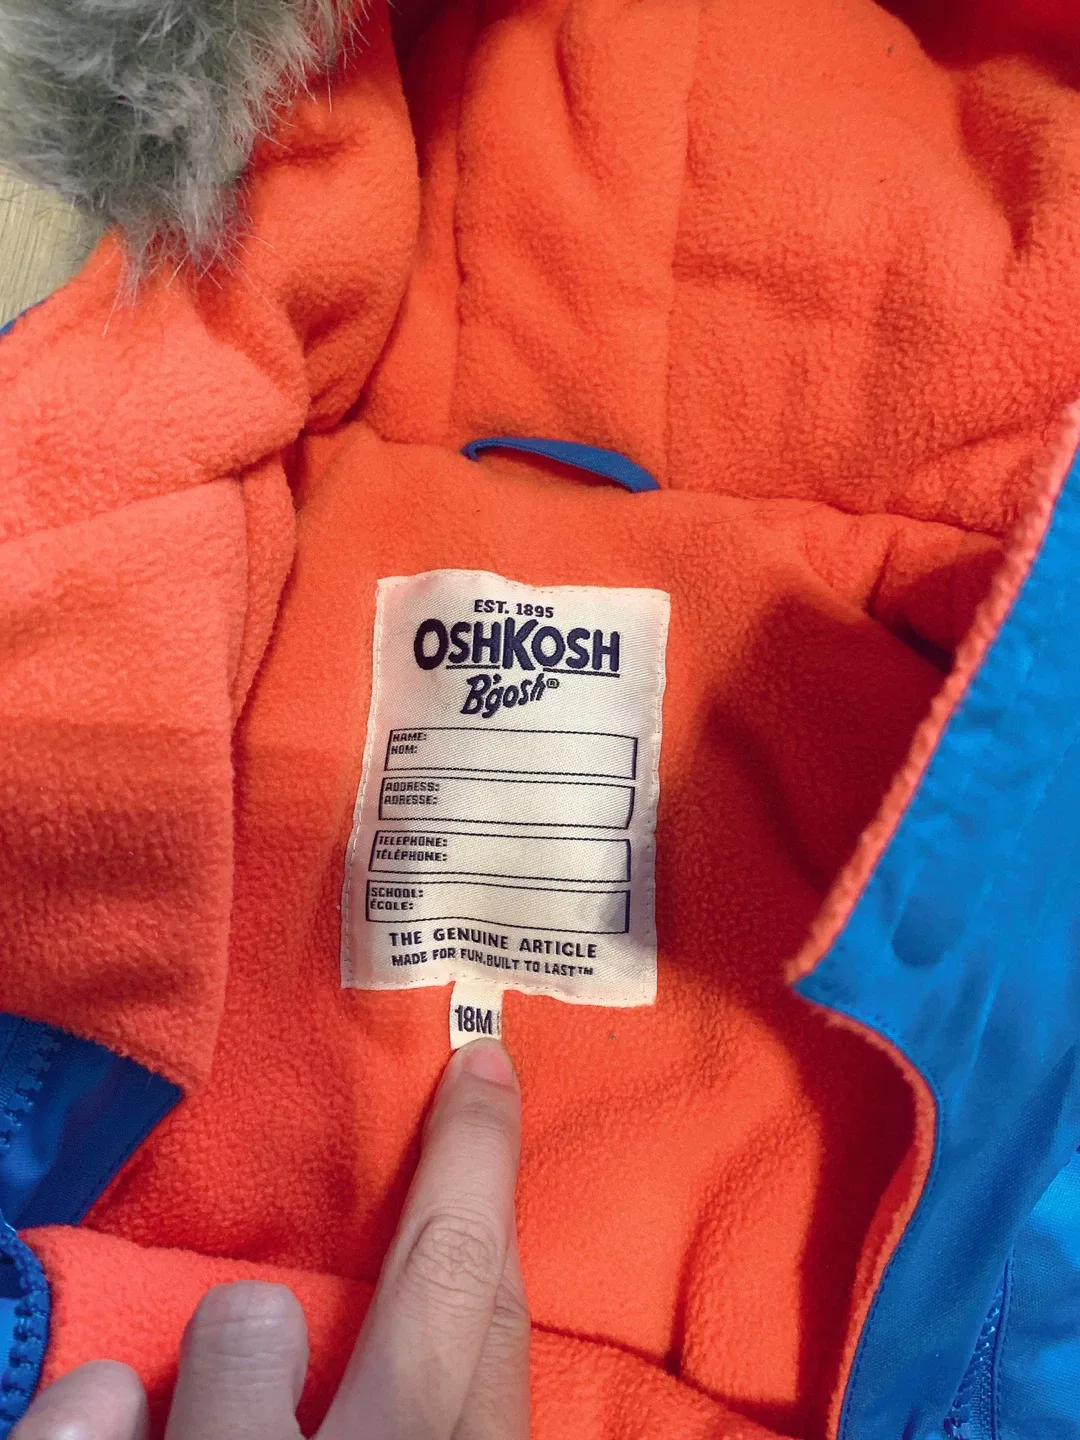 EST. 1895
OSHKOSH
B'gosh®
NAME:
NOM:
ADDRESS:
ADRESSE:
TELEPHONE:
TÉLÉPHONE:
SCHOOL:
ÉCOLE:
THE GENUINE ARTICLE
MADE FOR FUN.BUILT TO LAST™
18M